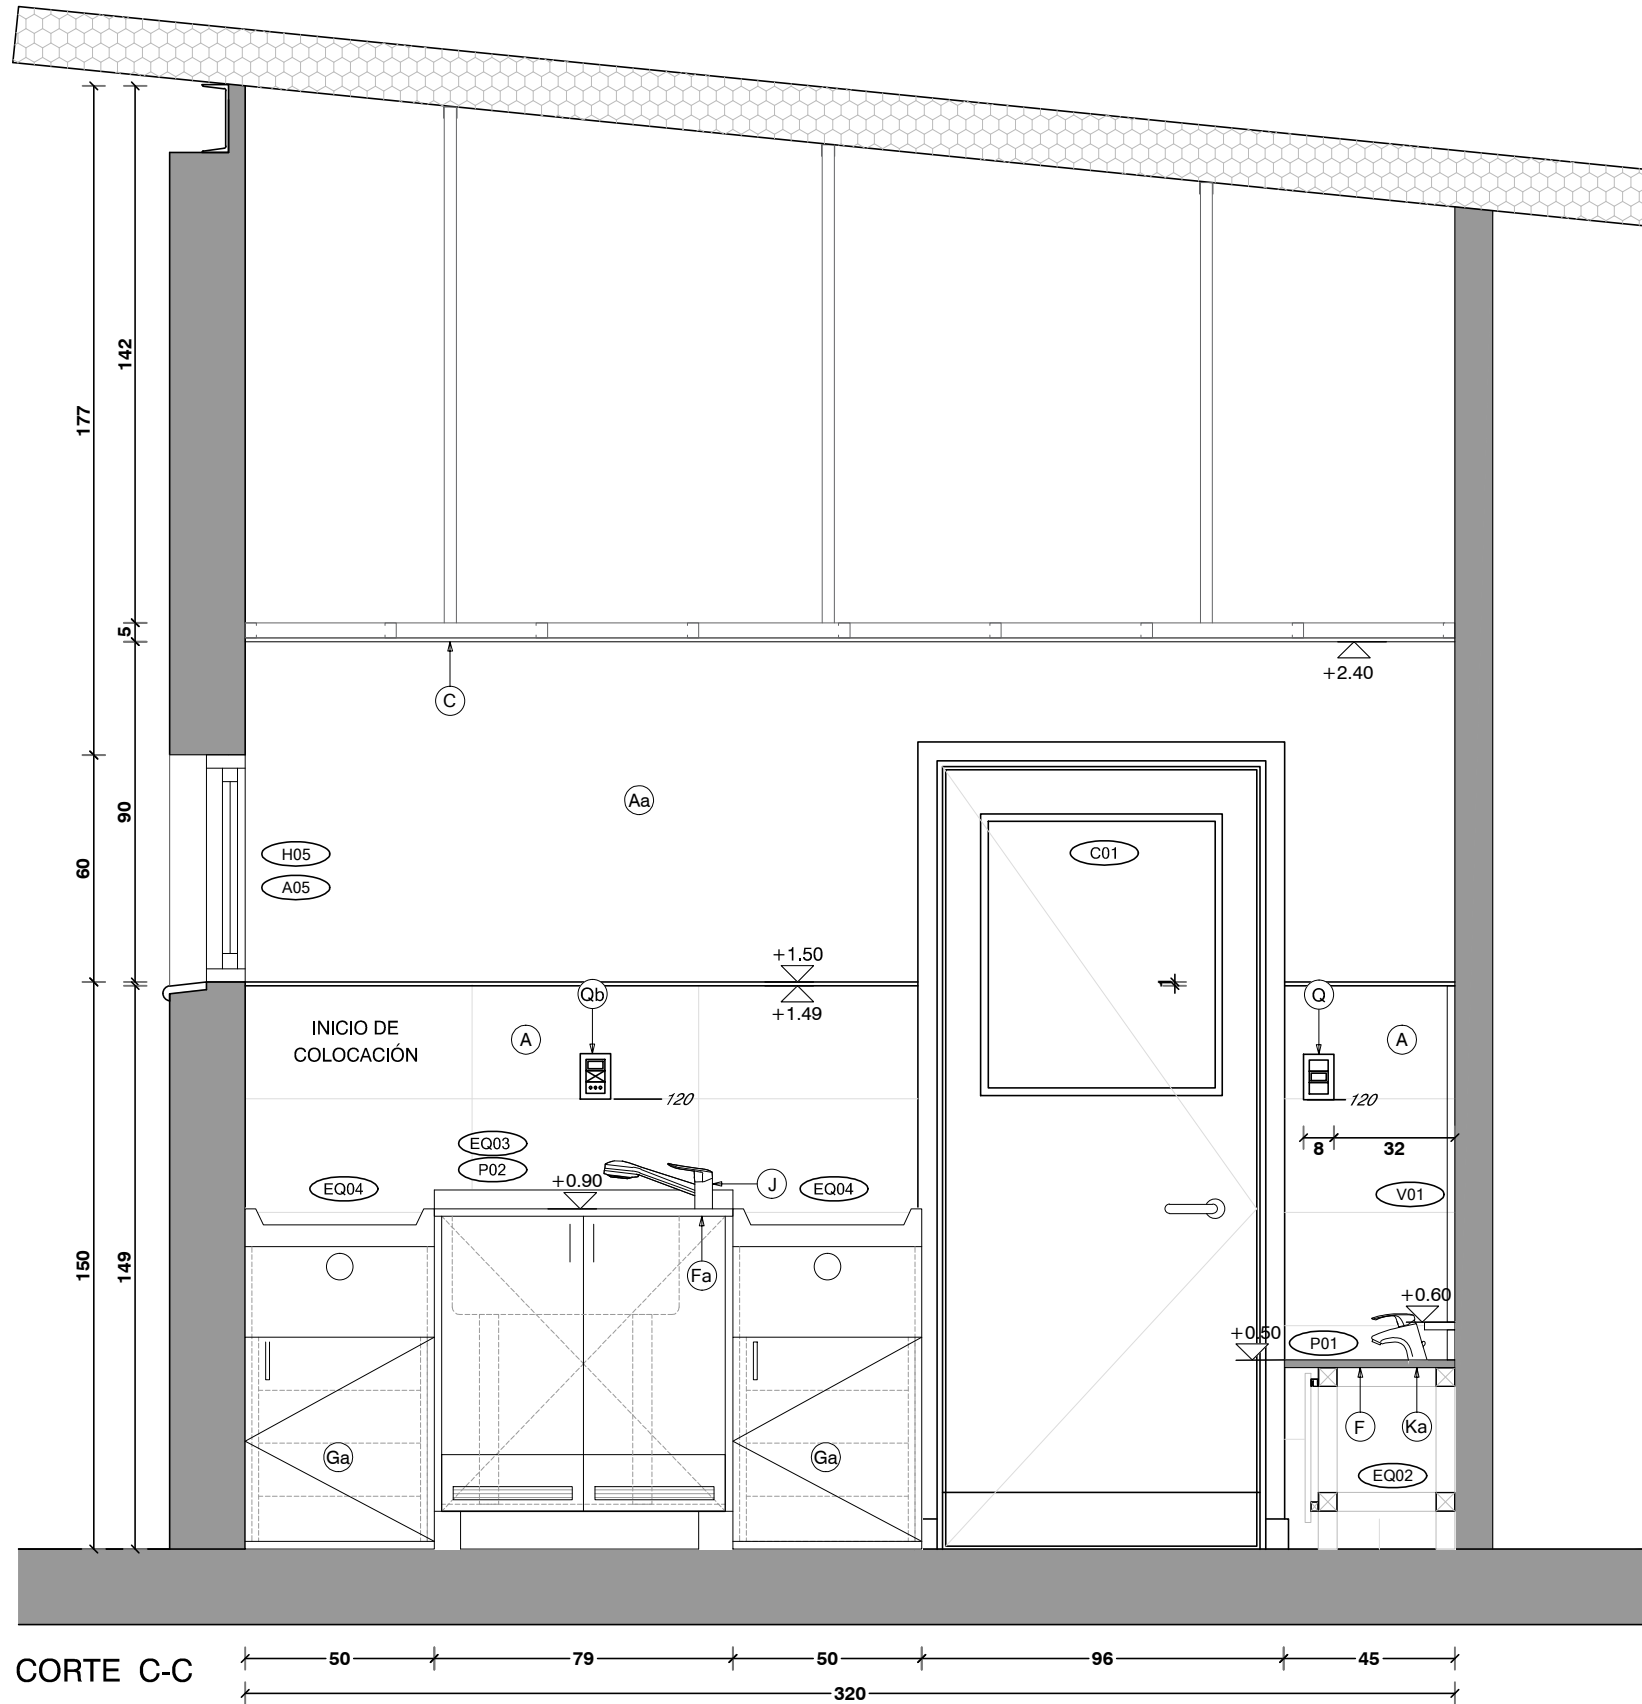 142
177
5
+2.40
C
Aa
90
60
H05
A05
C01
+1.50
+1.49
Qb
Q
INICIO DE
COLOCACIÓN
A
A
120
120
8
32
EQ03
P02
EQ04
+0.90
J
EQ04
V01
150
149
Fa
+0.60
+0.50
P01
F
Ka
Ga
Ga
EQ02
1
CORTE C-C
50
79
50
96
45
320